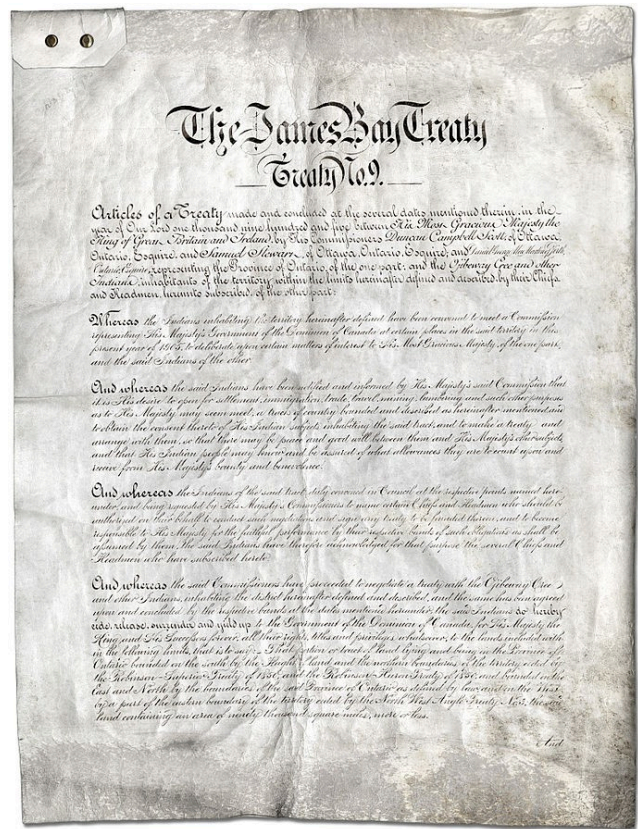 The James Bay Treaty
Treaty No. 9.
Articles of a Treaty made and concluded at the several dates mentioned therein, in the
year of Our Lord one thousand nine hundred and five between His Most Gracious Majesty the
King of Great Britain and Ireland, by His Commissioners Duncan Campbell Scott, of Ottawa,
Ontario, Esquire, and Samuel Stewart, of Ottawa, Ontario, Esquire, and Daniel George
Ontario, Esquire, representing the Province of Ontario, of the one part; and the Ojibeway Cree and other
Indians, inhabitants of the territory within the limits hereinafter defined and described by their Chiefs
and Headmen, hereunto subscribed, of the other part:
Whereas the Indians inhabiting the territory hereinafter defined have been convened to meet a Commission
representing His Majesty's Government of the Dominion of Canada at certain places in the said territory in this
present year of 1905, to deliberate upon certain matters of interest to His Most Gracious Majesty, of the one part,
and the said Indians of the other
And whereas the said Indians have been notified and informed by His Majesty's said Commission that
it is His desire to open for settlement, immigration, trade, travel, mining, lumbering and such other purposes
as to His Majesty may seem meet, a tract of country bounded and described as hereinafter mentioned and
to obtain the consent thereto of His Indian subjects inhabiting the said tract, and to make a treaty and
arrange with them, so that there may be peace and good will between them and His Majesty's other subjects,
and that His Indian people may know and be assured of what allowances they are to count upon and
receive from His Majesty's bounty and benevolence.
And whereas the Indians of the said tract duly convened in Council at the respective points named here-
under, and being requested by His Majesty's Commissioners to name certain Chiefs and Headmen who should be
authorized on their behalf to conduct such negotiations and sign any treaty to be founded thereon, and to become
responsible to His Majesty for the faithful performance by their respective bands of such obligations as shall be
assumed by them, the said Indians have therefore acknowledged for that purpose the several Chiefs and
Headmen who have subscribed hereto.
And whereas the said Commissioners have proceeded to negotiate a treaty with the Ojibeway Cree
and other Indians, inhabiting the district hereinafter defined and described, and the same has been agreed
upon and concluded by the respective bands at the dates mentioned hereunder, the said Indians do hereby
cede, release, surrender and yield up to the Government of the Dominion of Canada, for His Majesty the
King and His Successors forever, all their rights, titles and privileges whatsoever, to the lands included within
the following limits, that is to say: That portion or tract of land lying and being in the Province of
Ontario bounded on the south by the Height of Land and the northern boundaries of the territory ceded by
the Robinson-Superior Treaty of 1850, and the Robinson-Huron Treaty of 1850, and bounded on the
East and North by the boundaries of the said Province of Ontario as defined by law, and on the West
by a part of the eastern boundary of the territory ceded by the North West Angle Treaty No. 3, the said
land containing an area of ninety thousand square miles, more or less.
And